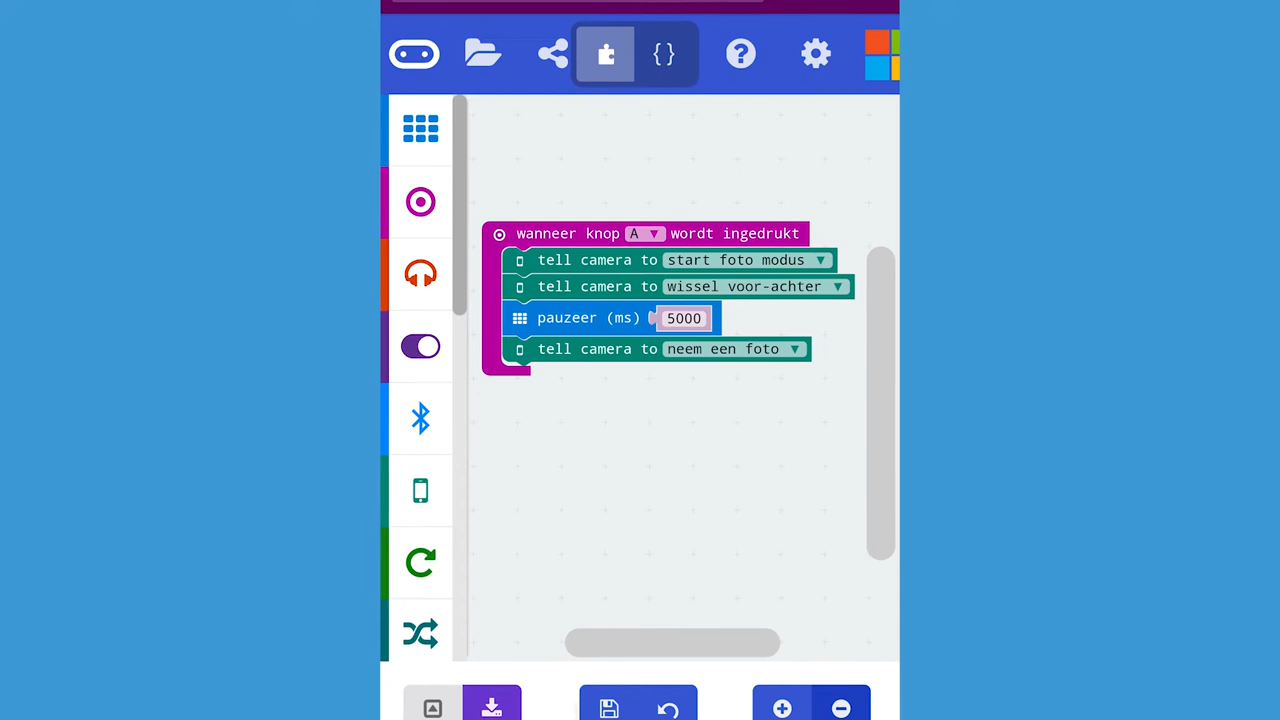 {}
?
wanneer knop A ▼ wordt ingedrukt
tell camera to start foto modus ▼
tell camera to wissel voor-achter ▼
pauzeer (ms) 5000
tell camera to neem een foto ▼